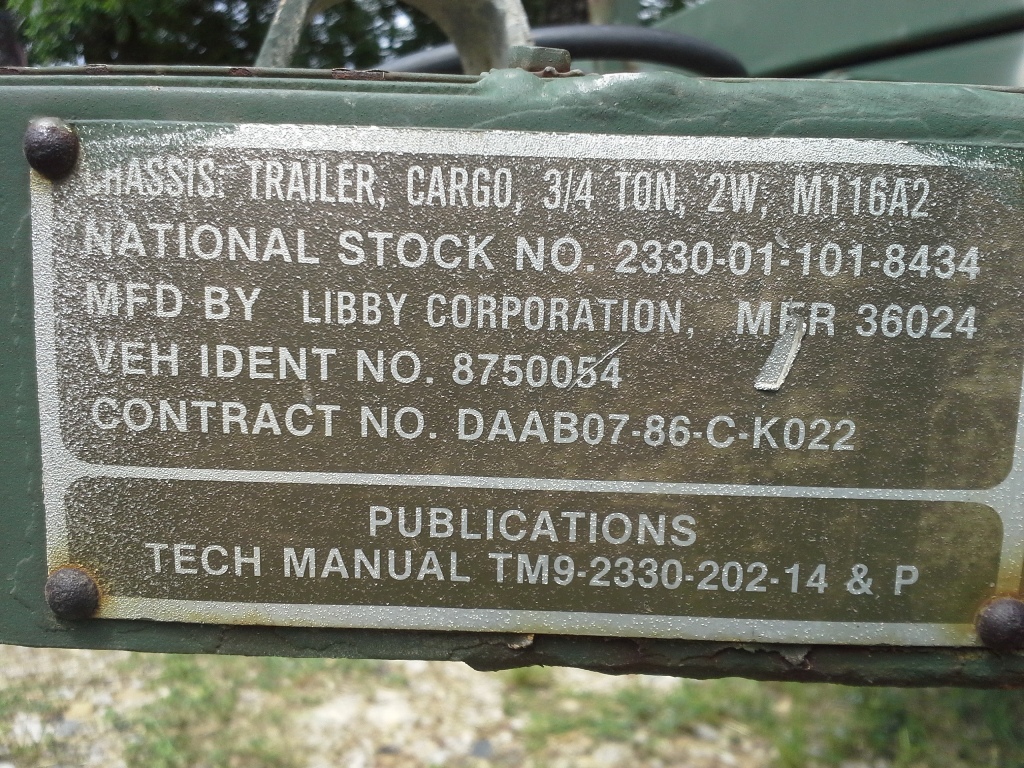 CHASSIS: TRAILER, CARGO, 3/4 TON, 2W, M116A2
NATIONAL STOCK NO. 2330-01-101-8434
MFD BY LIBBY CORPORATION, MFR 36024
VEH IDENT NO. 8750054
CONTRACT NO. DAAB07-86-C-K022
PUBLICATIONS
TECH MANUAL TM9-2330-202-14 & P